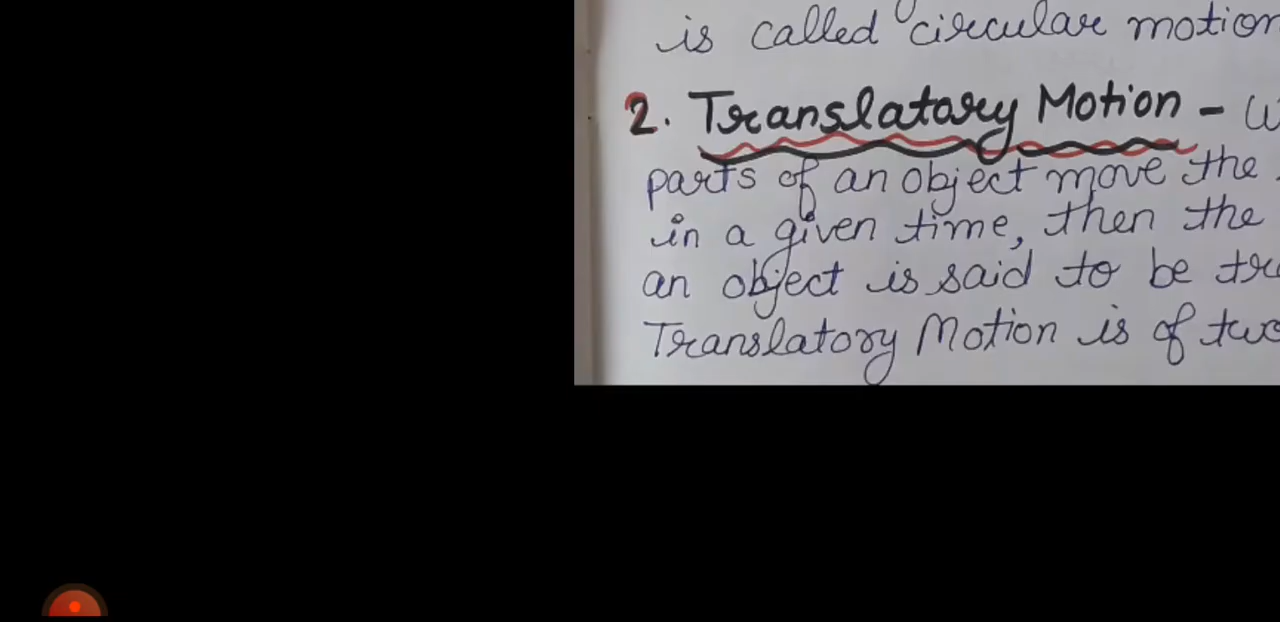 is called circular motion
2. Translatory Motion -
parts of an object move the
in a given time, then the
an object is said to be
Translatory Motion is of